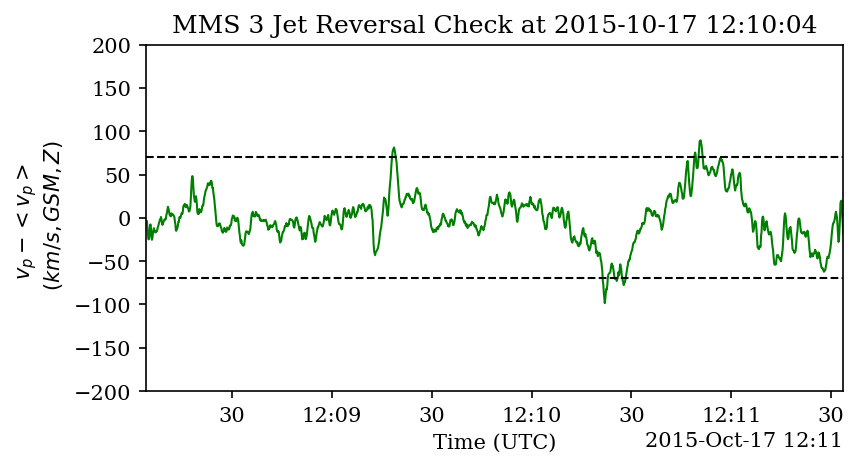 MMS 3 Jet Reversal Check at 2015-10-17 12:10:04
200
150
100
50
0
−50
−100
−150
−200
v_p − < v_p >
(km/s, GSM, Z)
30 12:09 30 12:10 30 12:11 30
Time (UTC)
2015-Oct-17 12:11